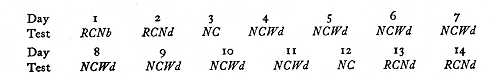 Day 1 2 3 4 5 6 7
Test RCNb RCNd NC NCWd NCWd NCWd NCWd
Day 8 9 10 11 12 13 14
Test NCWd NCWd NCWd NCWd NC RCNd RCNd